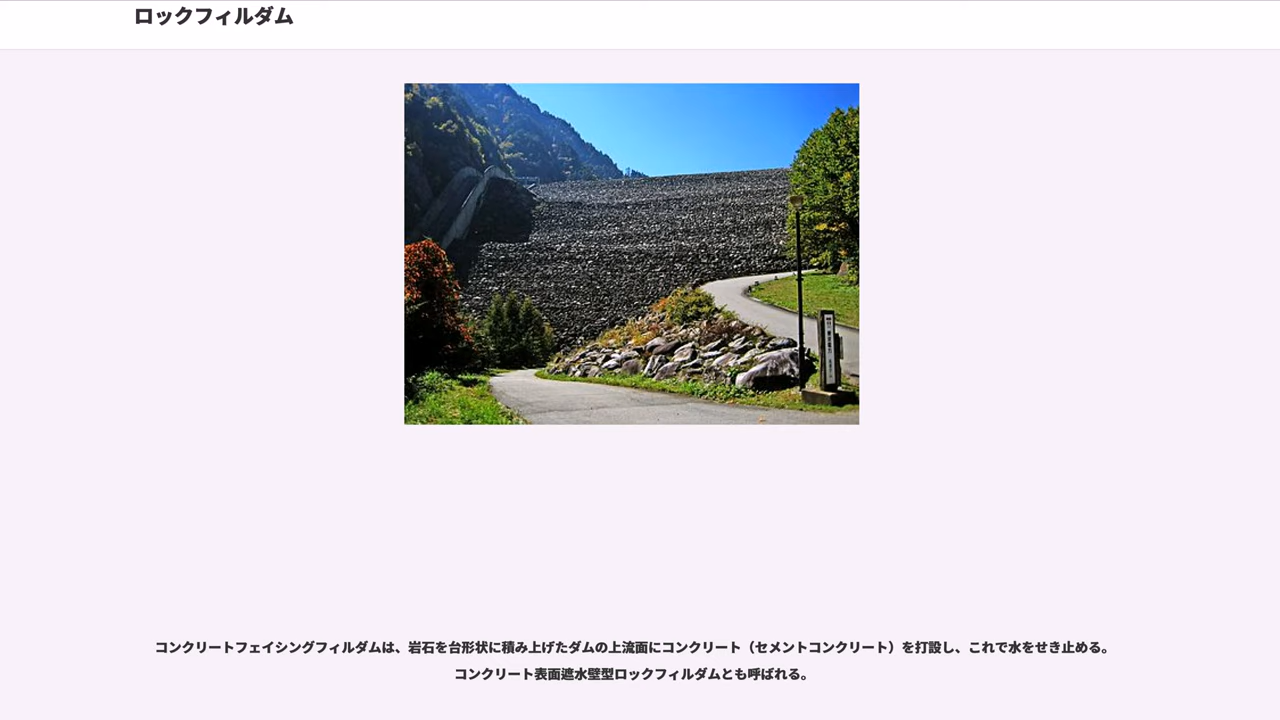 ロックフィルダム
コンクリートフェイシングフィルダムは、岩石を台形状に積み上げたダムの上流面にコンクリート（セメントコンクリート）を打設し、これで水をせき止める。
コンクリート表面遮水壁型ロックフィルダムとも呼ばれる。